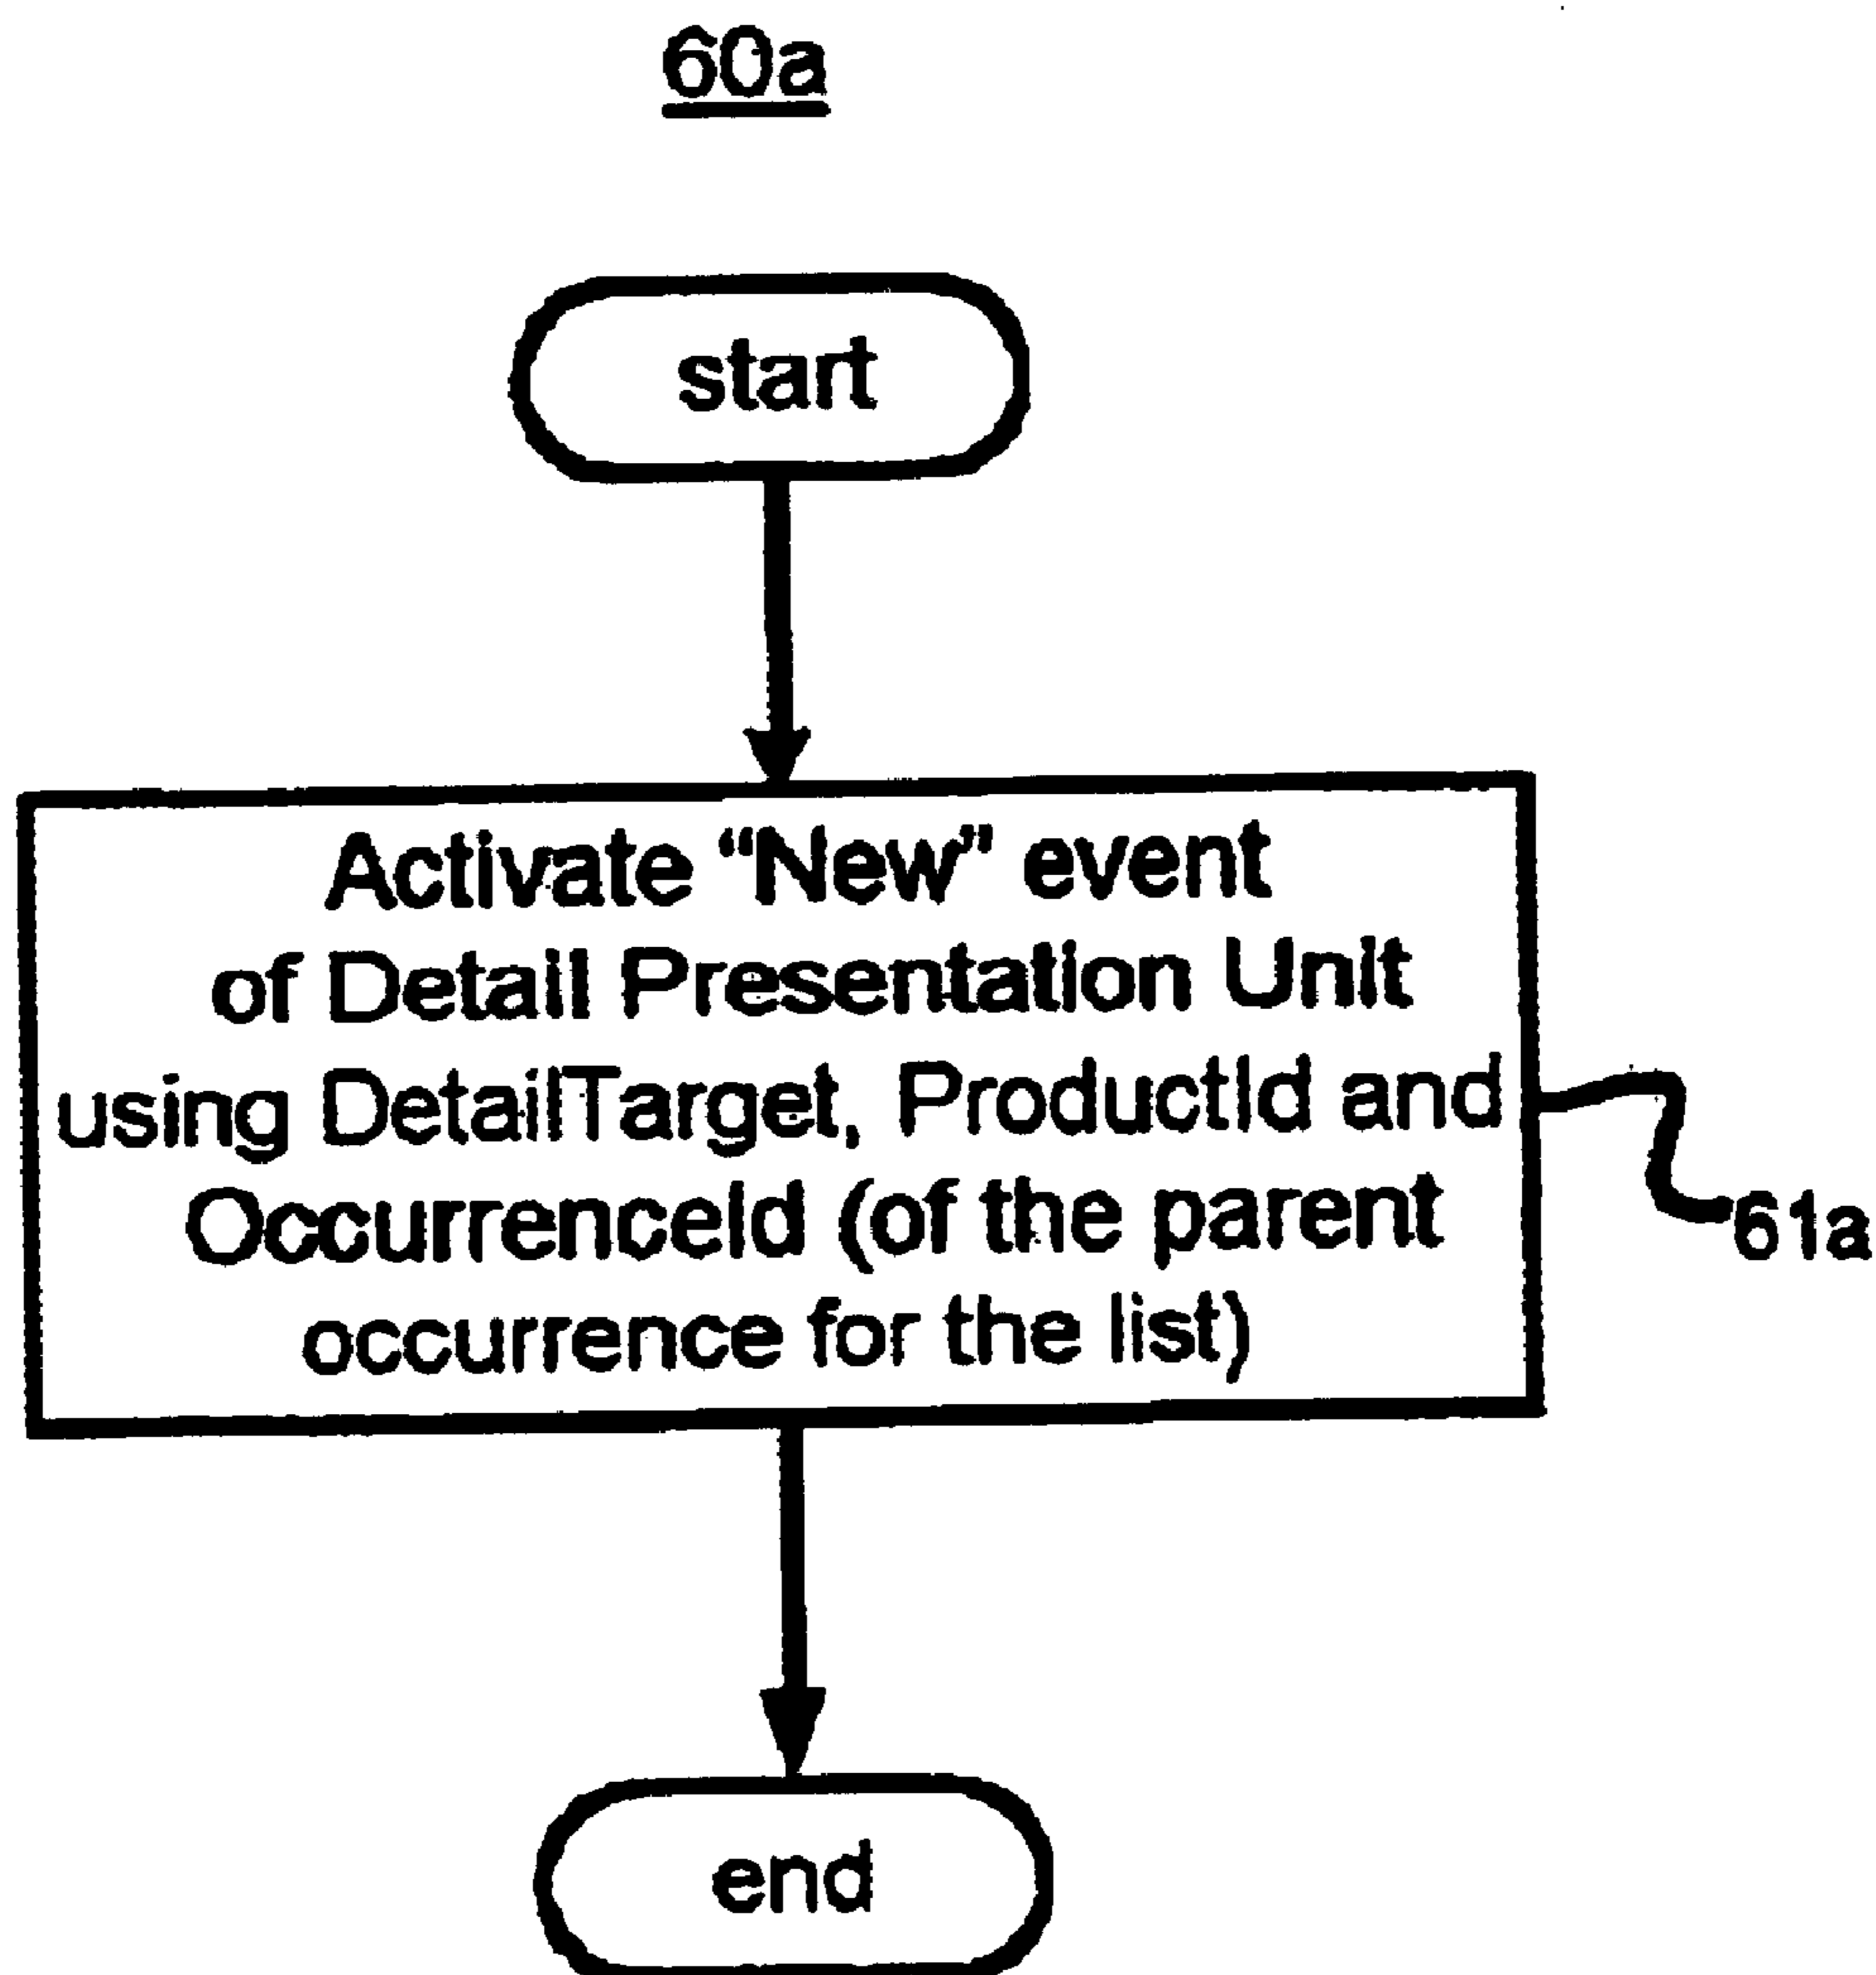 60a
start
Activate "New" event
of Detail Presentation Unit
using DetailTarget, ProductId and
OccurrenceId (of the parent
occurrence for the list)
61a
end